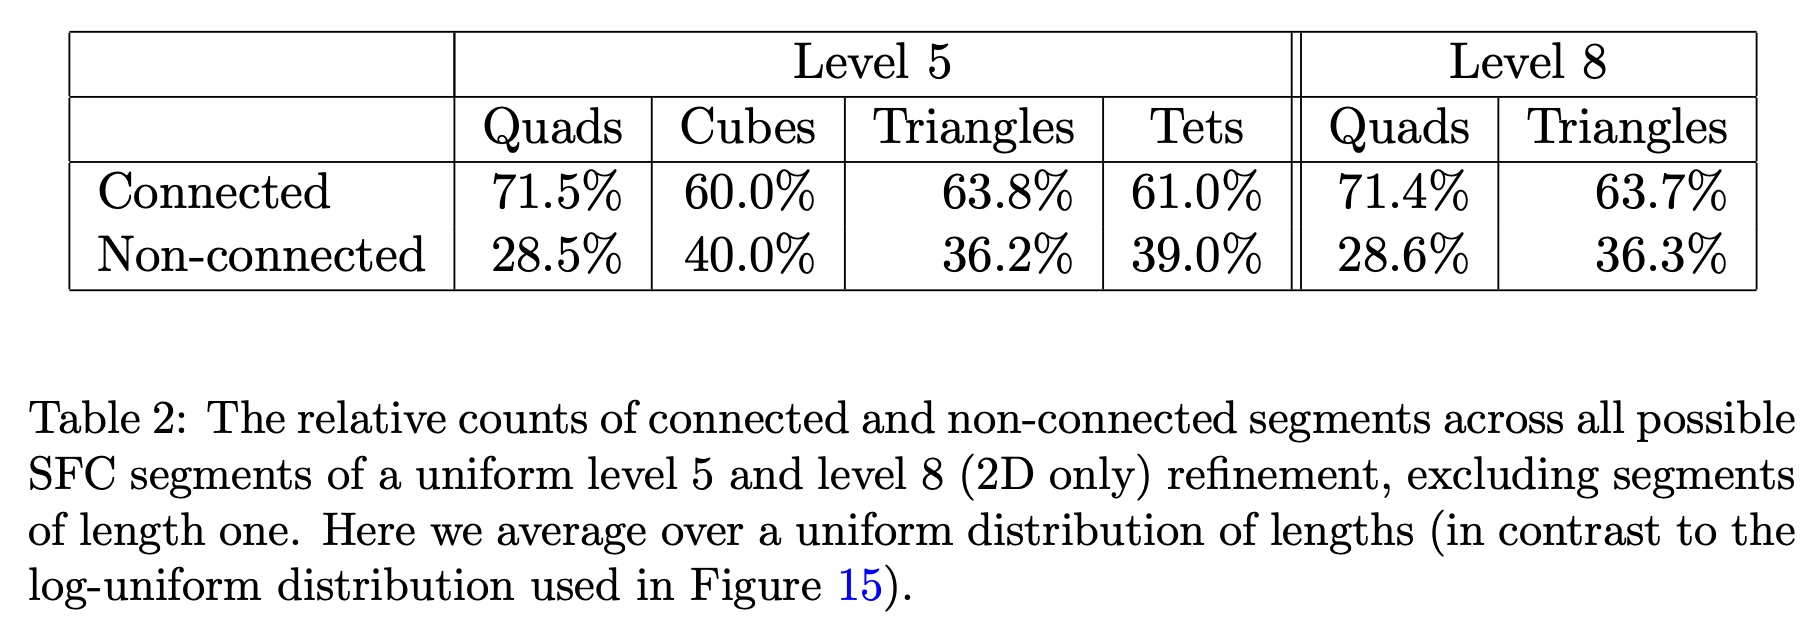 Level 5 Level 8
Quads Cubes Triangles Tets Quads Triangles
Connected 71.5% 60.0% 63.8% 61.0% 71.4% 63.7%
Non-connected 28.5% 40.0% 36.2% 39.0% 28.6% 36.3%
Table 2: The relative counts of connected and non-connected segments across all possible
SFC segments of a uniform level 5 and level 8 (2D only) refinement, excluding segments
of length one. Here we average over a uniform distribution of lengths (in contrast to the
log-uniform distribution used in Figure 15).